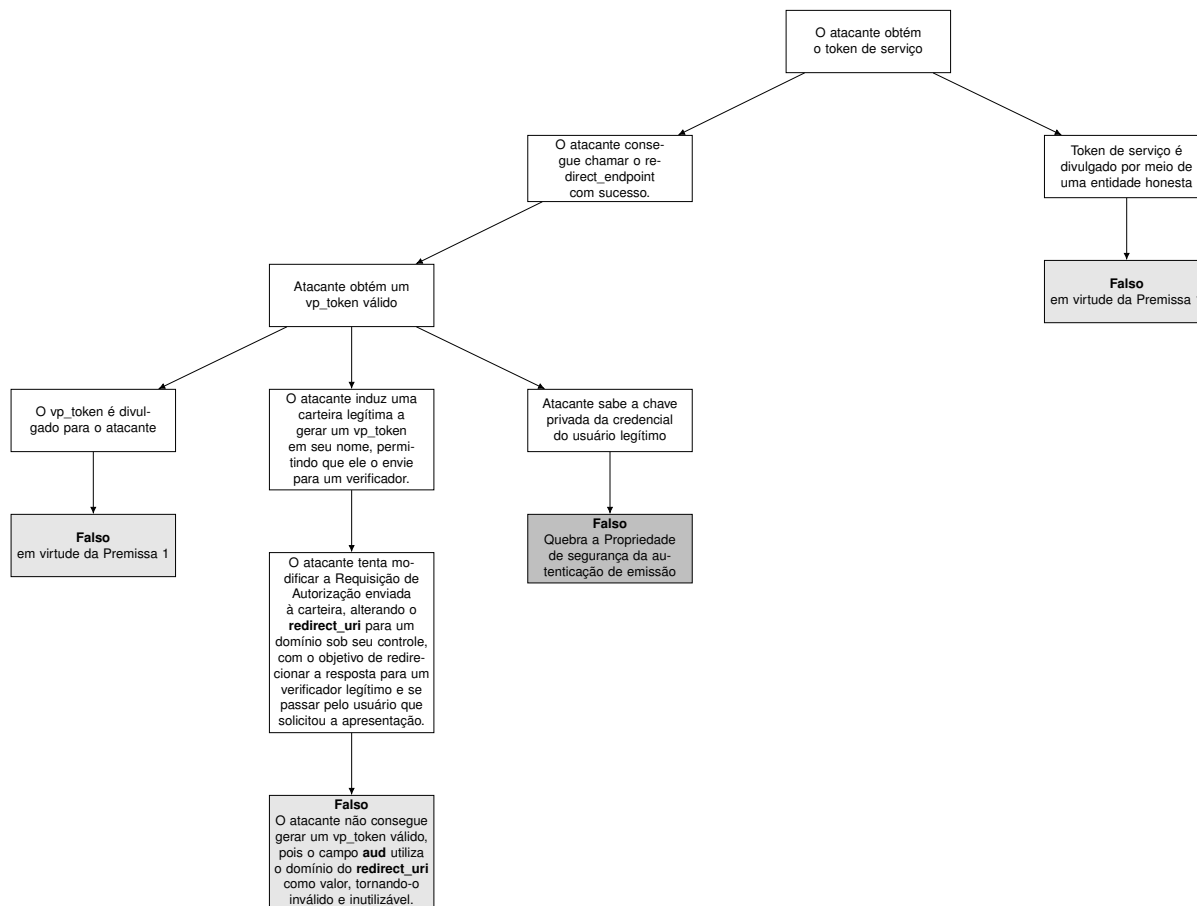 O atacante obtém
o token de serviço
O atacante conse-
gue chamar o re-
direct_endpoint
com sucesso.
Token de serviço é
divulgado por meio de
uma entidade honesta
Atacante obtém um
vp_token válido
Falso
em virtude da Premissa 1
O vp_token é divul-
gado para o atacante
O atacante induz uma
carteira legítima a
gerar um vp_token
em seu nome, permi-
tindo que ele o envie
para um verificador.
Atacante sabe a chave
privada da credencial
do usuário legítimo
Falso
em virtude da Premissa 1
O atacante tenta mo-
dificar a Requisição de
Autorização enviada
à carteira, alterando o
redirect_uri para um
domínio sob seu controle,
com o objetivo de redire-
cionar a resposta para um
verificador legítimo e se
passar pelo usuário que
solicitou a apresentação.
Falso
Quebra a Propriedade
de segurança da au-
tenticação de emissão
Falso
O atacante não consegue
gerar um vp_token válido,
pois o campo aud utiliza
o domínio do redirect_uri
como valor, tornando-o
inválido e inutilizável.